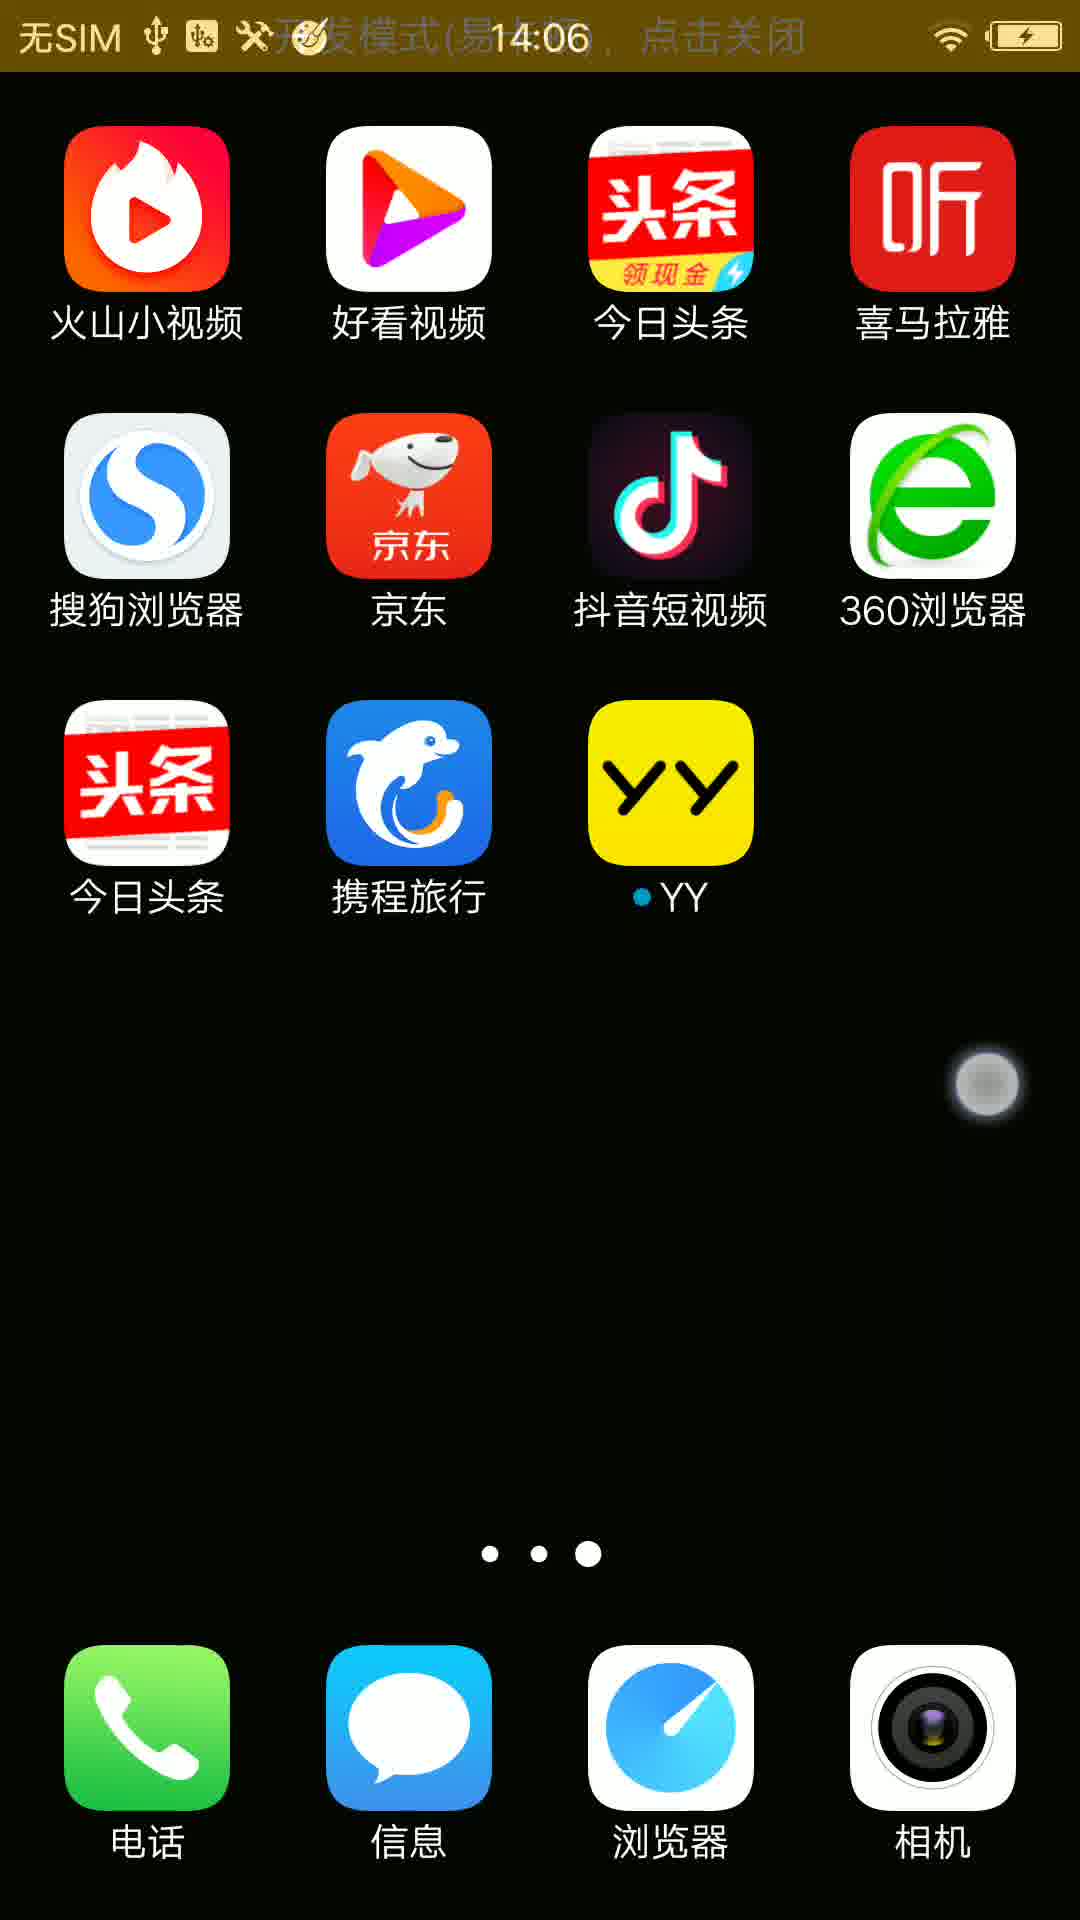 无SIM 14:06
开发模式(易 ), 点击关闭
头条
领现金
听
火山小视频 好看视频 今日头条 喜马拉雅
京东
搜狗浏览器 京东 抖音短视频 360浏览器
头条
YY
今日头条 携程旅行 YY
电话 信息 浏览器 相机